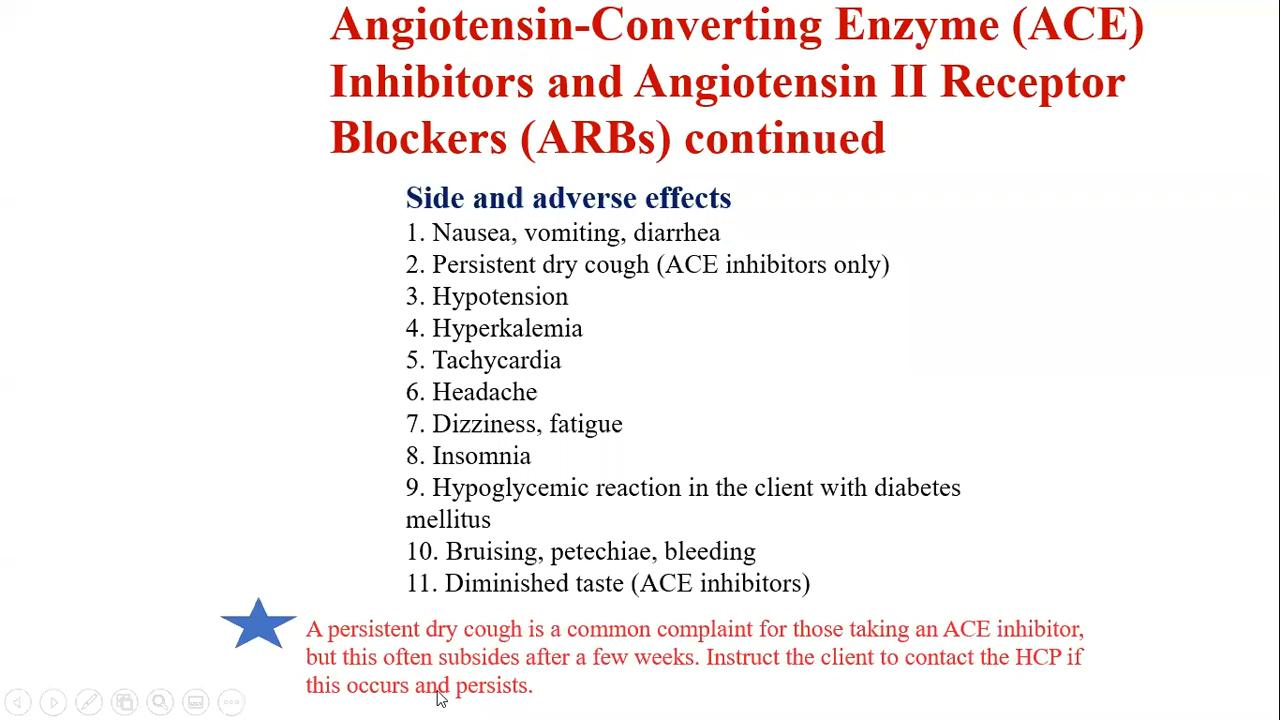 Angiotensin-Converting Enzyme (ACE)
Inhibitors and Angiotensin II Receptor
Blockers (ARBs) continued
Side and adverse effects
1. Nausea, vomiting, diarrhea
2. Persistent dry cough (ACE inhibitors only)
3. Hypotension
4. Hyperkalemia
5. Tachycardia
6. Headache
7. Dizziness, fatigue
8. Insomnia
9. Hypoglycemic reaction in the client with diabetes
mellitus
10. Bruising, petechiae, bleeding
11. Diminished taste (ACE inhibitors)
A persistent dry cough is a common complaint for those taking an ACE inhibitor,
but this often subsides after a few weeks. Instruct the client to contact the HCP if
this occurs and persists.